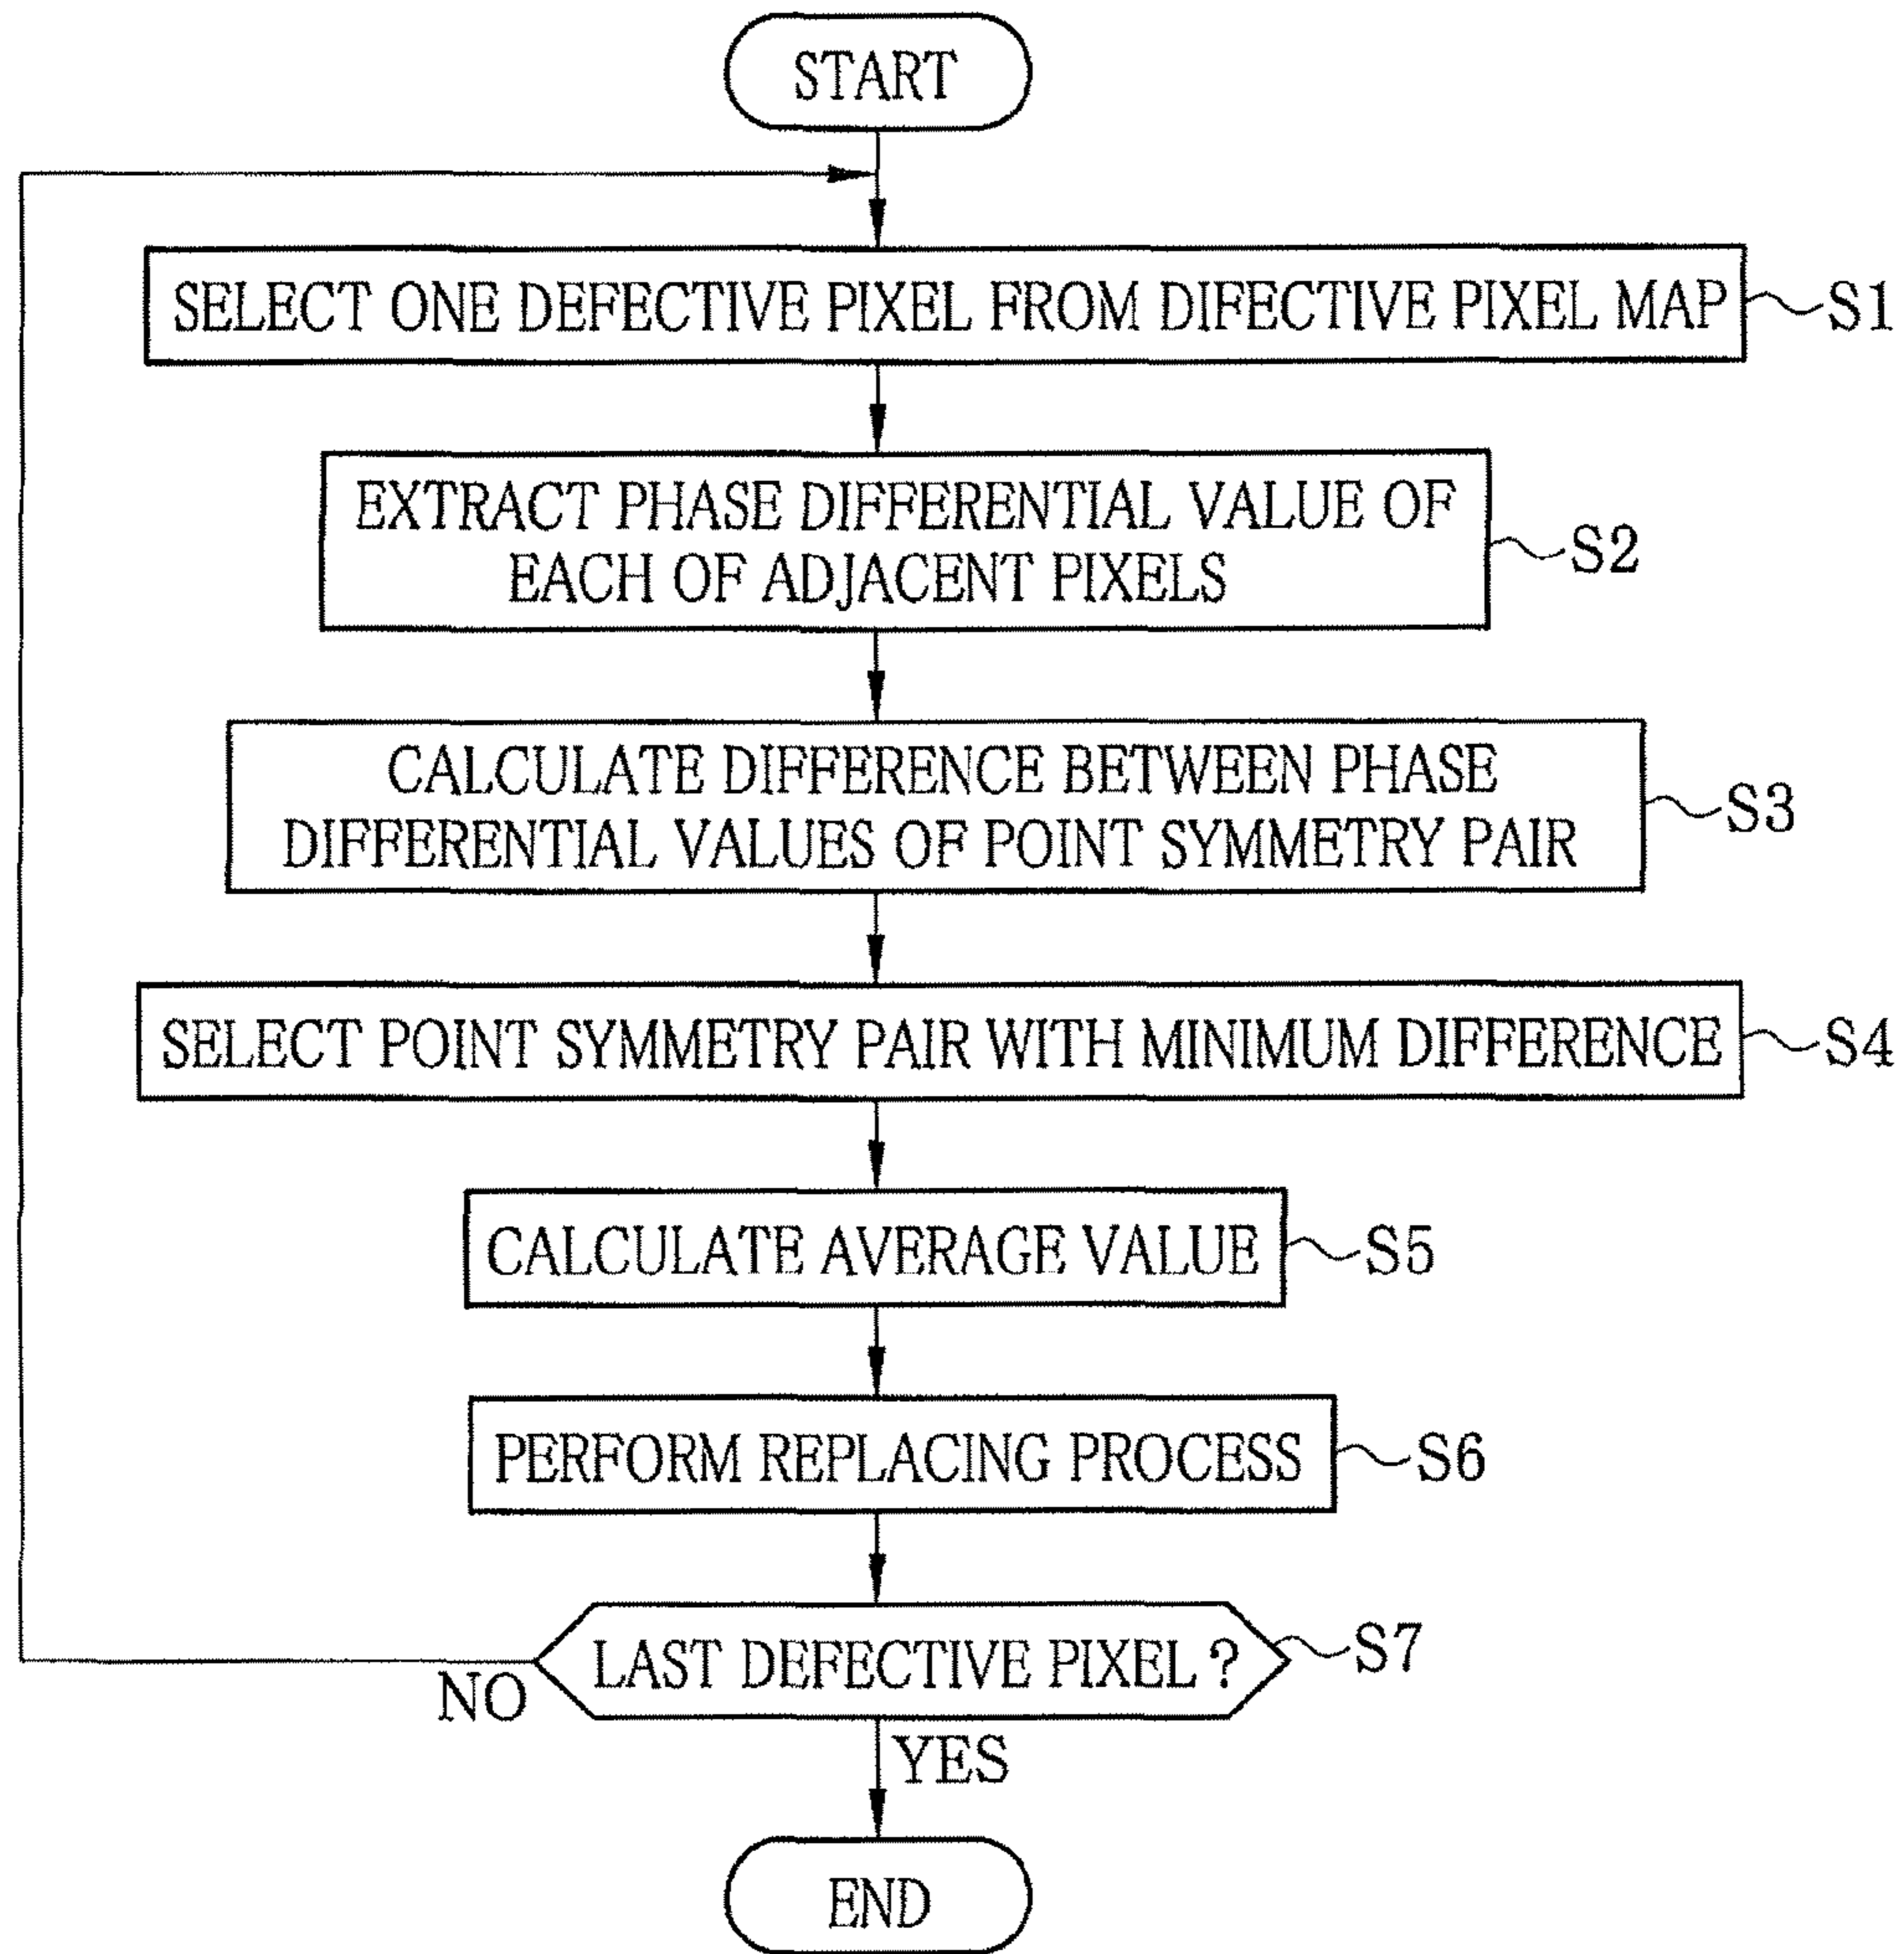 START
SELECT ONE DEFECTIVE PIXEL FROM DIFECTIVE PIXEL MAP
S1
EXTRACT PHASE DIFFERENTIAL VALUE OF
EACH OF ADJACENT PIXELS
S2
CALCULATE DIFFERENCE BETWEEN PHASE
DIFFERENTIAL VALUES OF POINT SYMMETRY PAIR
S3
SELECT POINT SYMMETRY PAIR WITH MINIMUM DIFFERENCE
S4
CALCULATE AVERAGE VALUE
S5
PERFORM REPLACING PROCESS
S6
LAST DEFECTIVE PIXEL?
S7
NO
YES
END